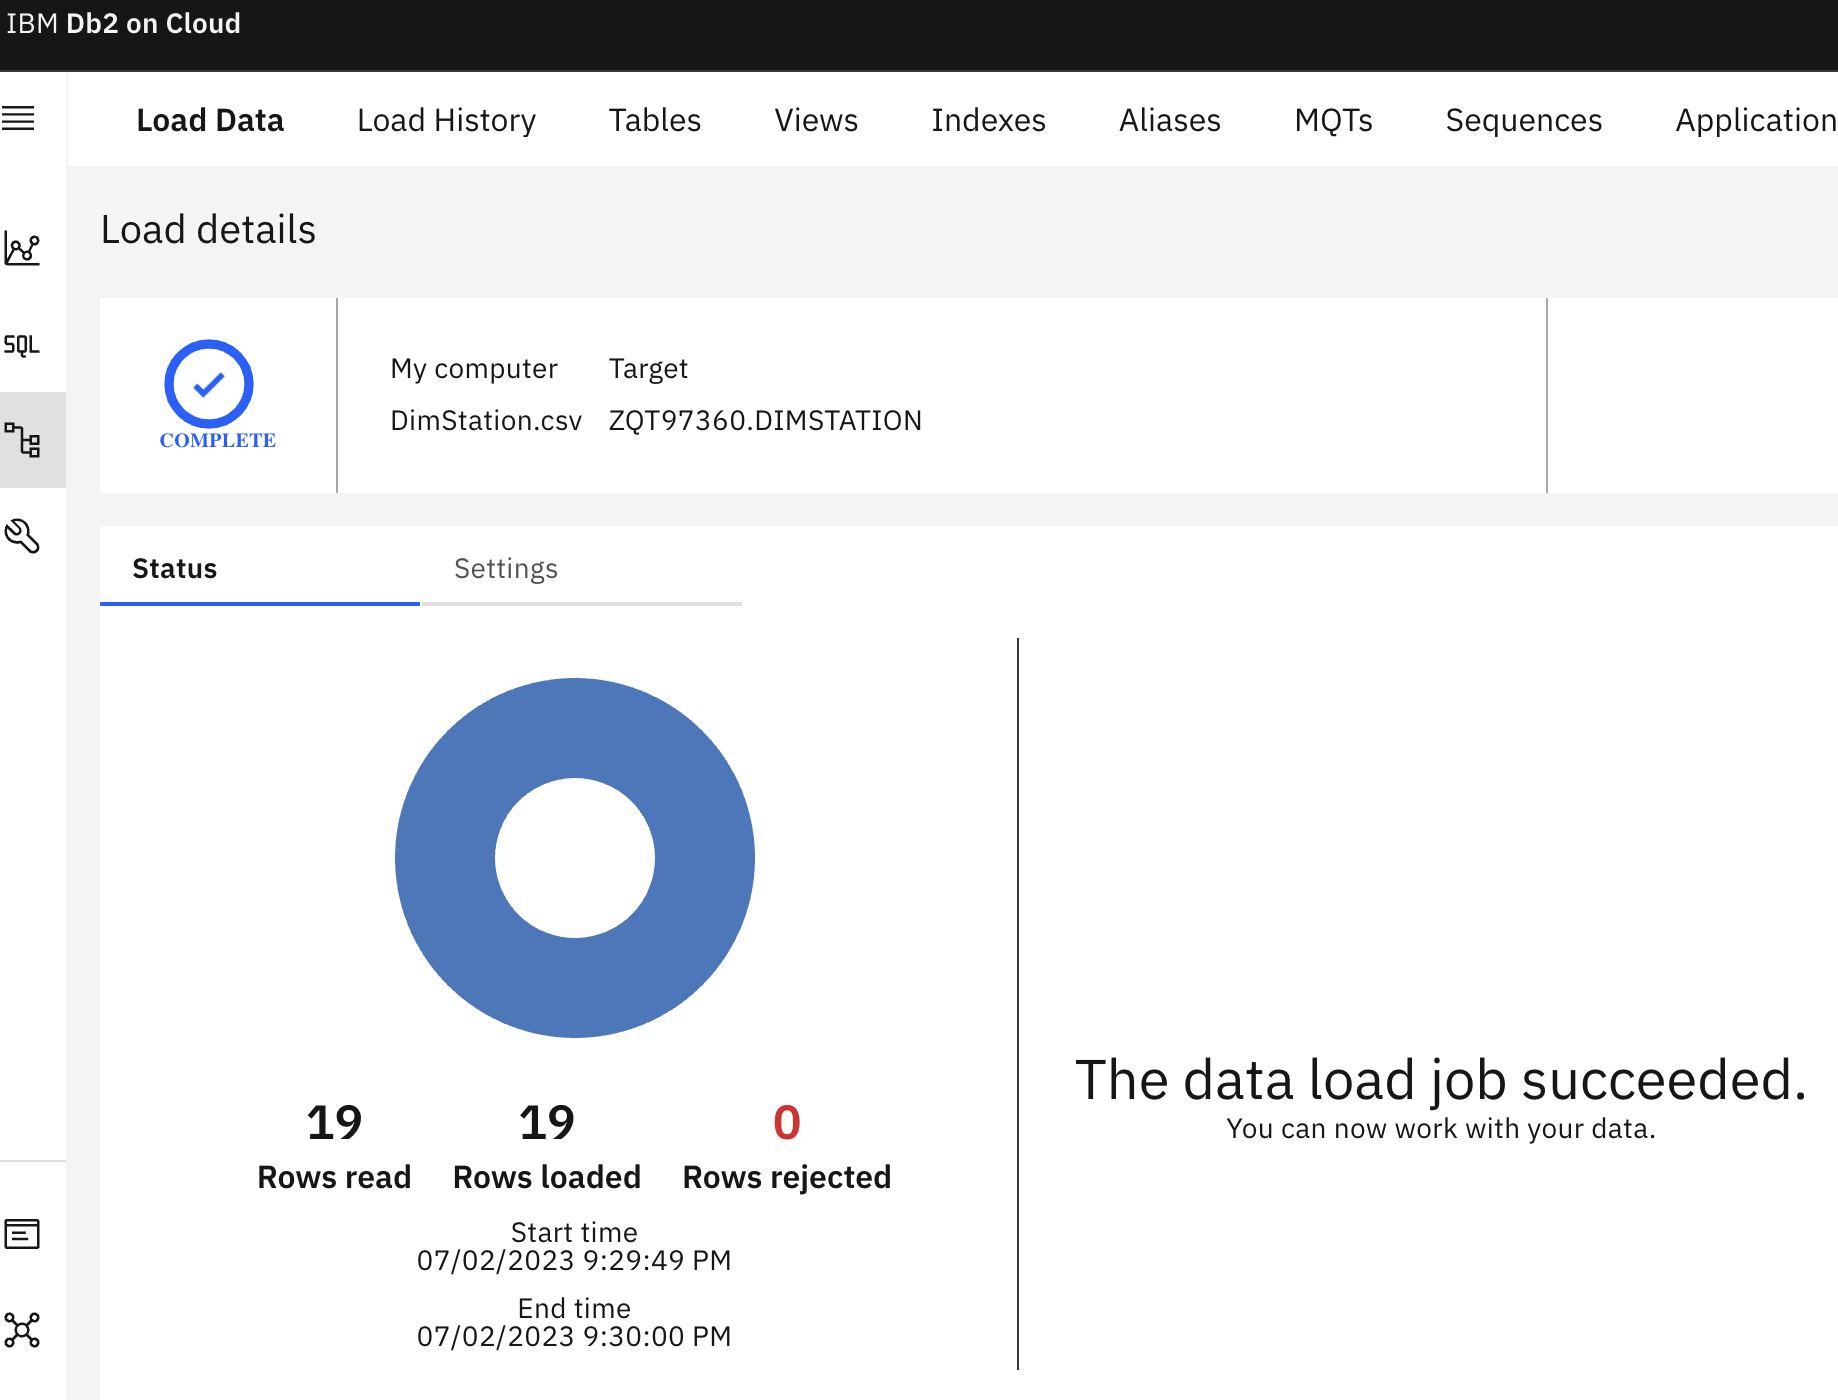 IBM Db2 on Cloud
Load Data Load History Tables Views Indexes Aliases MQTs Sequences Application
Load details
SQL
COMPLETE
My computer Target
DimStation.csv ZQT97360.DIMSTATION
Status Settings
19 19 0
Rows read Rows loaded Rows rejected
Start time
07/02/2023 9:29:49 PM
End time
07/02/2023 9:30:00 PM
The data load job succeeded.
You can now work with your data.